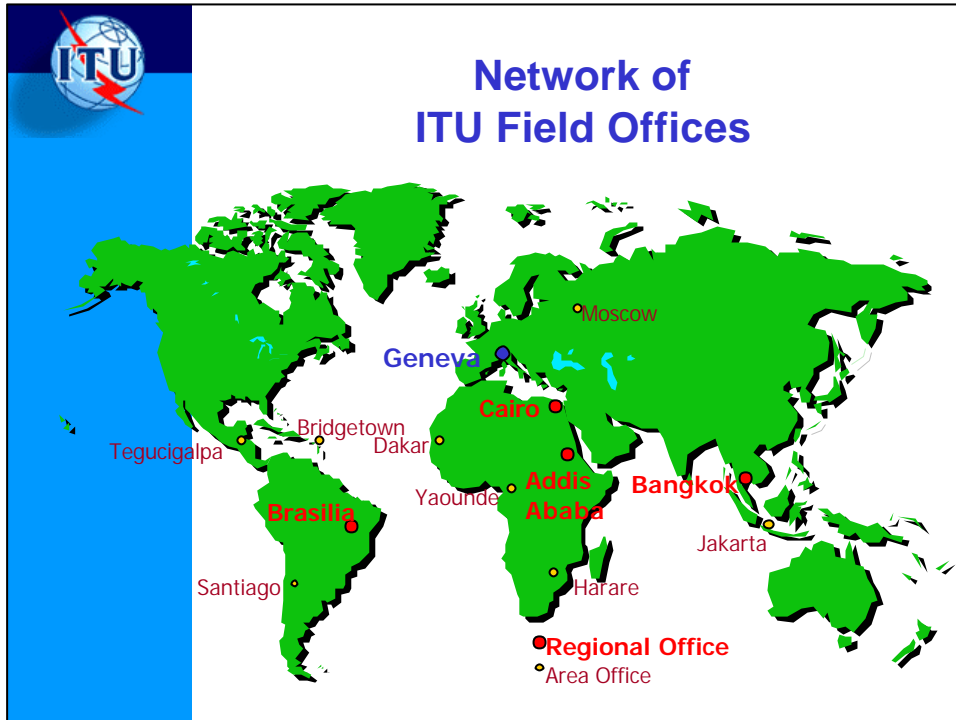 ITU
Network of
ITU Field Offices
Moscow
Geneva
Cairo
Bridgetown
Tegucigalpa
Dakar
Addis
Ababa
Yaounde
Bangkok
Brasilia
Jakarta
Santiago
Harare
Regional Office
Area Office